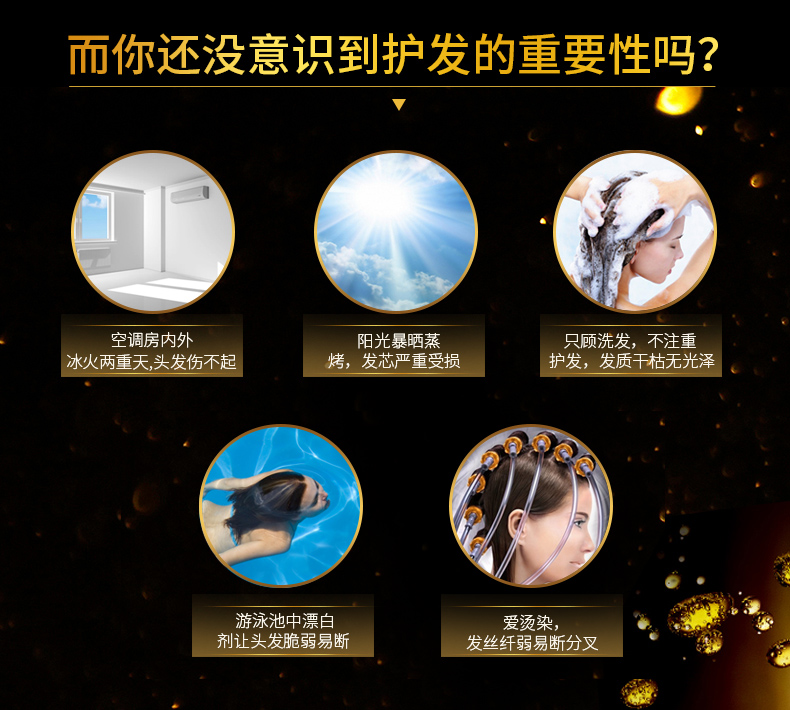 而你还没意识到护发的重要性吗？
空调房内外
冰火两重天,头发伤不起
阳光暴晒蒸
烤，发芯严重受损
只顾洗发，不注重
护发，发质干枯无光泽
游泳池中漂白
剂让头发脆弱易断
爱烫染，
发丝纤弱易断分叉